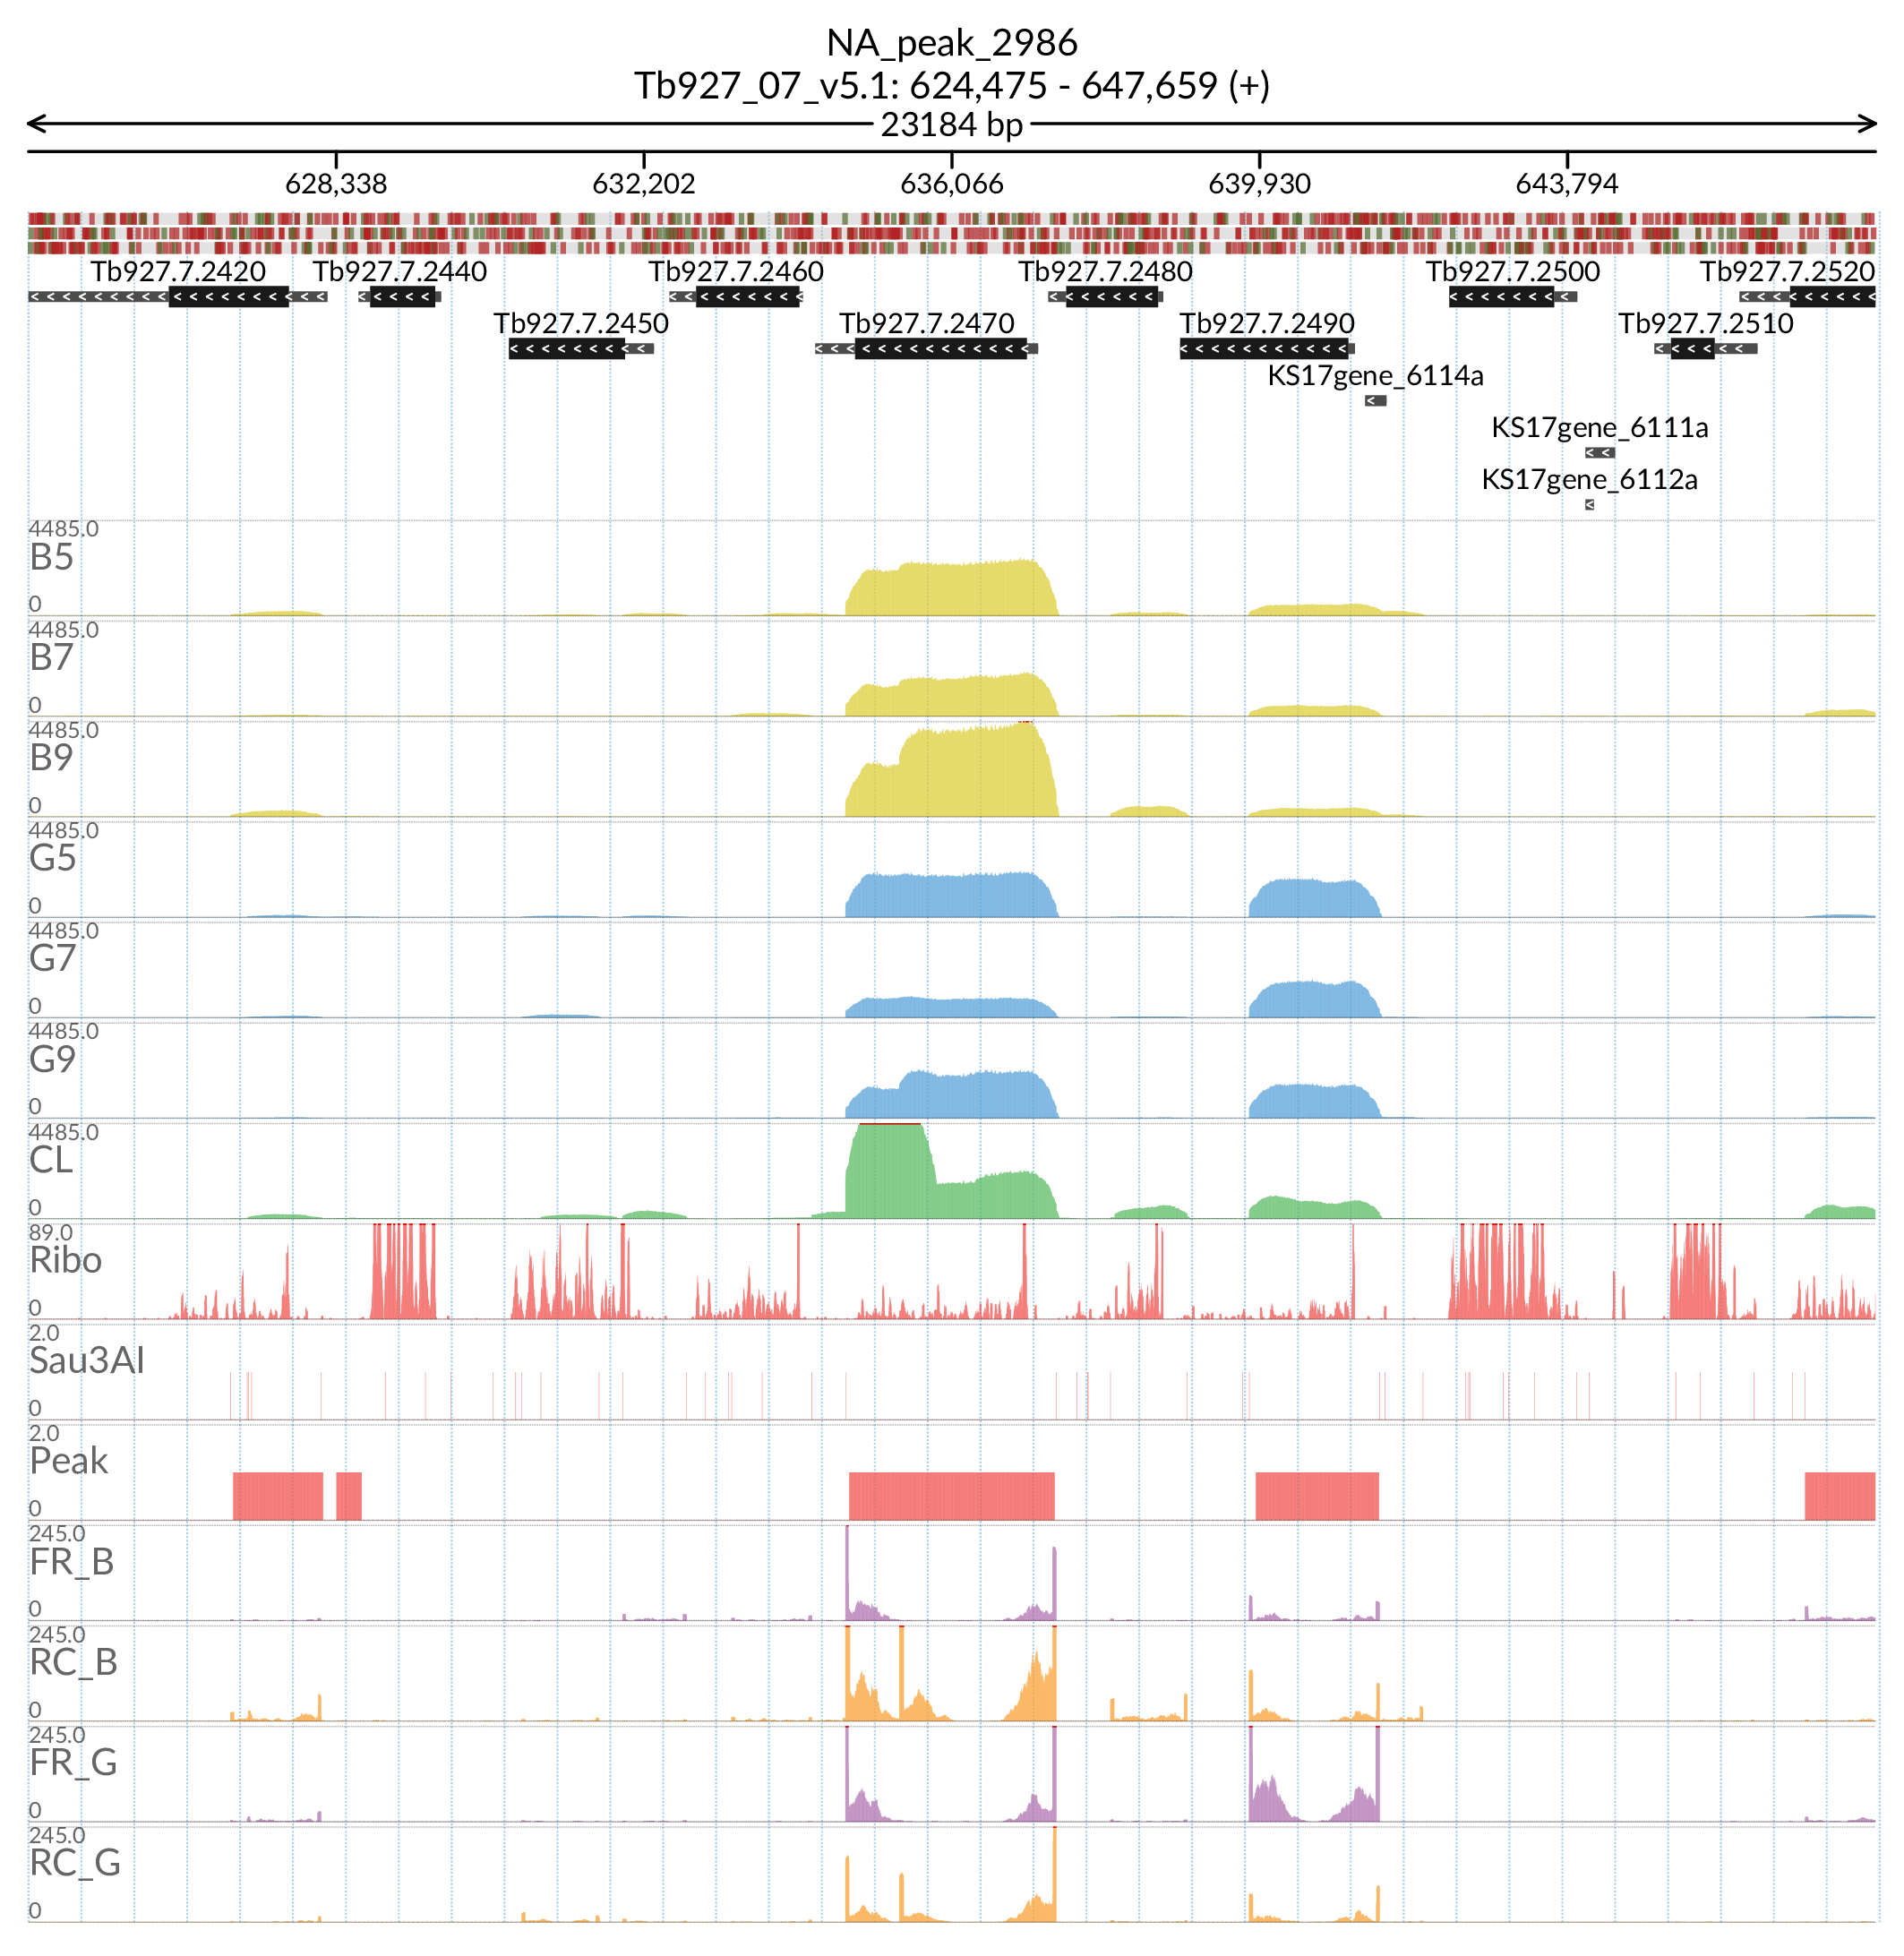 NA_peak_2986
Tb927_07_v5.1: 624,475 - 647,659 (+)
23184 bp
628,338 632,202 636,066 639,930 643,794
Tb927.7.2420 Tb927.7.2440 Tb927.7.2460 Tb927.7.2480 Tb927.7.2500 Tb927.7.2520
Tb927.7.2450 Tb927.7.2470 Tb927.7.2490 Tb927.7.2510
KS17gene_6114a
KS17gene_6111a
KS17gene_6112a
4485.0
B5
0
4485.0
B7
0
4485.0
B9
0
4485.0
G5
0
4485.0
G7
0
4485.0
G9
0
4485.0
CL
0
89.0
Ribo
0
2.0
Sau3AI
0
2.0
Peak
0
245.0
FR_B
0
245.0
RC_B
0
245.0
FR_G
0
245.0
RC_G
0